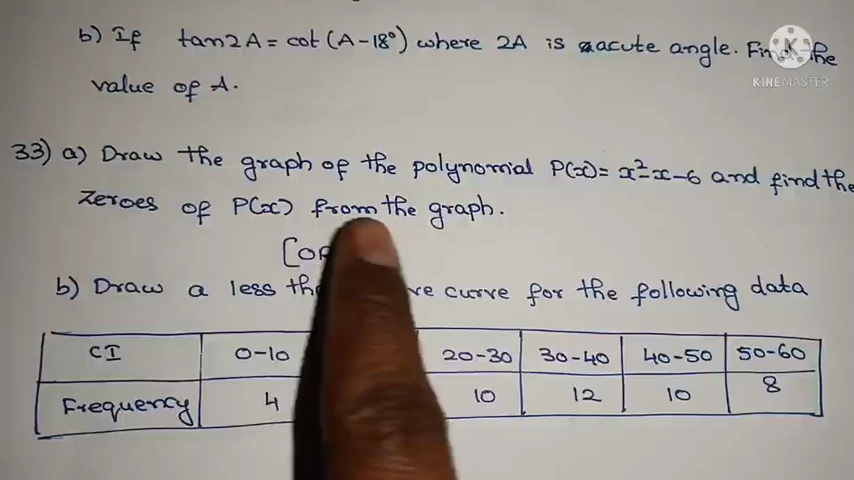 b) If tan2A = cot (A-18°) where 2A is acute angle. Find the
value of A.
KINEMASTER
33) a) Draw the graph of the polynomial P(x) = x²-x-6 and find the
zeroes of P(x) from the graph.
b) Draw a less curve for the following data
CI 0-10 20-30 30-40 40-50 50-60
Frequency 4 10 12 10 8